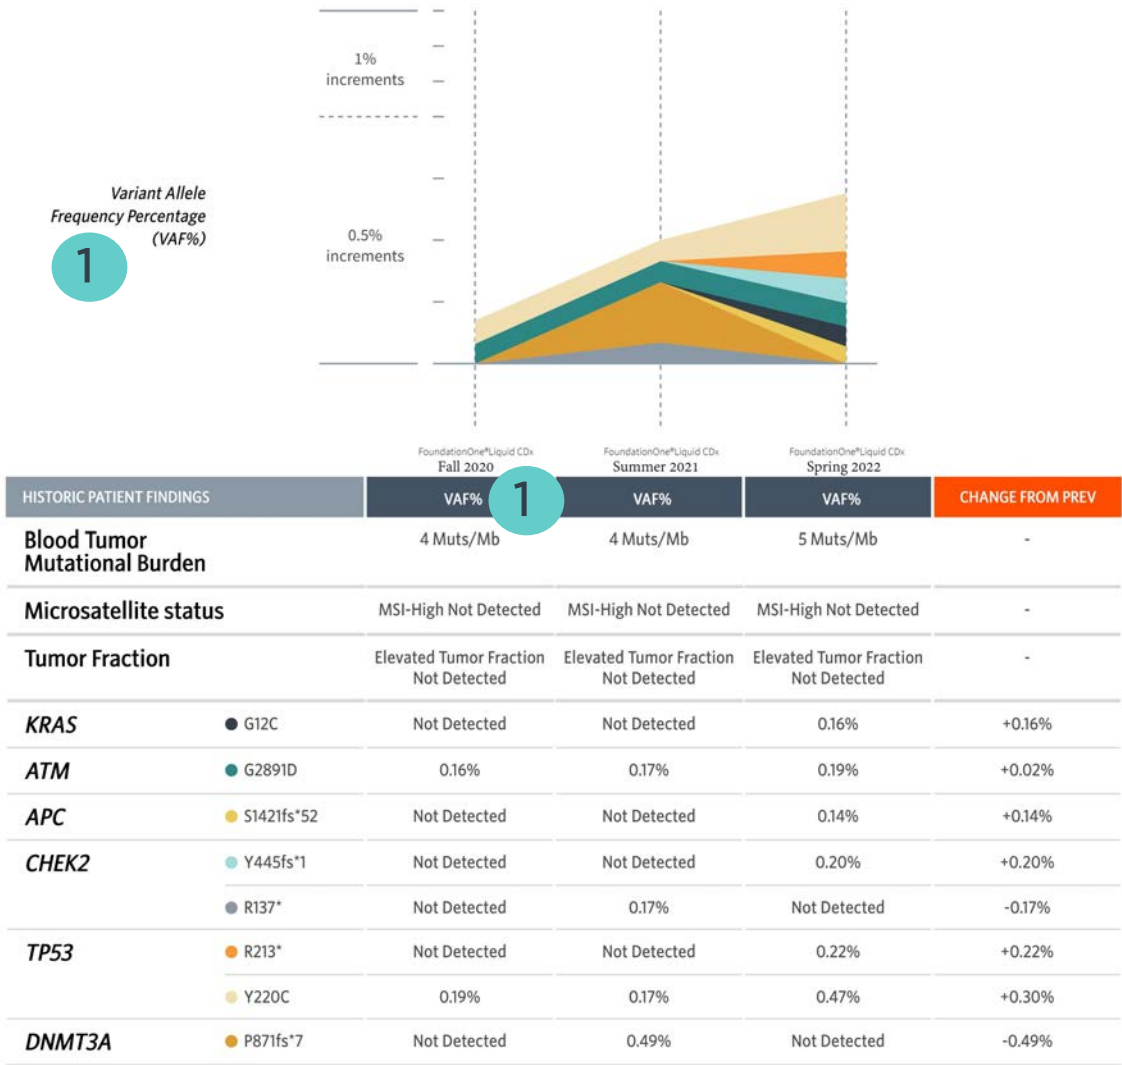 1%
increments
Variant Allele
Frequency Percentage
(VAF%)
1
0.5%
increments
FoundationOne®Liquid CDx FoundationOne®Liquid CDx FoundationOne®Liquid CDx
Fall 2020 Summer 2021 Spring 2022
HISTORIC PATIENT FINDINGS VAF% 1 VAF% VAF% CHANGE FROM PREV
Blood Tumor 4 Muts/Mb 4 Muts/Mb 5 Muts/Mb -
Mutational Burden
Microsatellite status MSI-High Not Detected MSI-High Not Detected MSI-High Not Detected -
Tumor Fraction Elevated Tumor Fraction Elevated Tumor Fraction Elevated Tumor Fraction -
Not Detected Not Detected Not Detected
KRAS G12C Not Detected Not Detected 0.16% +0.16%
ATM G2891D 0.16% 0.17% 0.19% +0.02%
APC S1421fs*52 Not Detected Not Detected 0.14% +0.14%
CHEK2 Y445fs*1 Not Detected Not Detected 0.20% +0.20%
R137* Not Detected 0.17% Not Detected -0.17%
TP53 R213* Not Detected Not Detected 0.22% +0.22%
Y220C 0.19% 0.17% 0.47% +0.30%
DNMT3A P871fs*7 Not Detected 0.49% Not Detected -0.49%